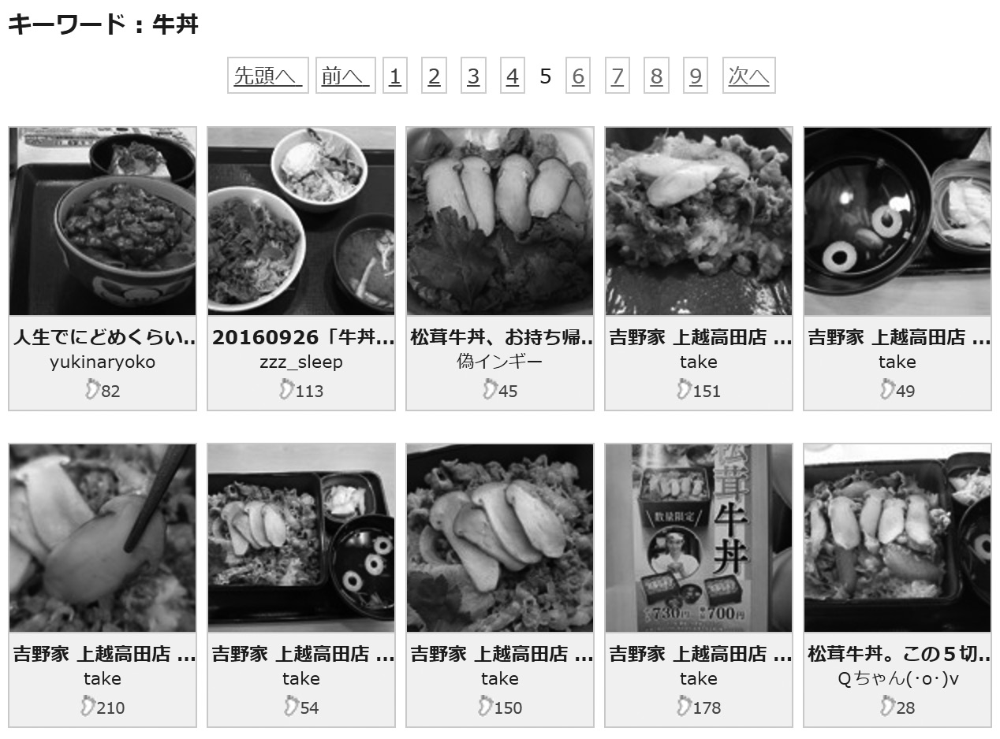 キーワード : 牛丼
先頭へ 前へ 1 2 3 4 5 6 7 8 9 次へ
人生でにどめくらい...
yukinaryoko
82
20160926「牛丼...
zzz_sleep
113
松茸牛丼、お持ち帰...
偽インギー
45
吉野家 上越高田店 ...
take
151
吉野家 上越高田店 ...
take
49
吉野家 上越高田店 ...
take
210
吉野家 上越高田店 ...
take
54
吉野家 上越高田店 ...
take
150
松茸
牛丼
数量限定
730円
700円
吉野家 上越高田店 ...
take
178
松茸牛丼。この５切...
Ｑちゃん(･o･)v
28